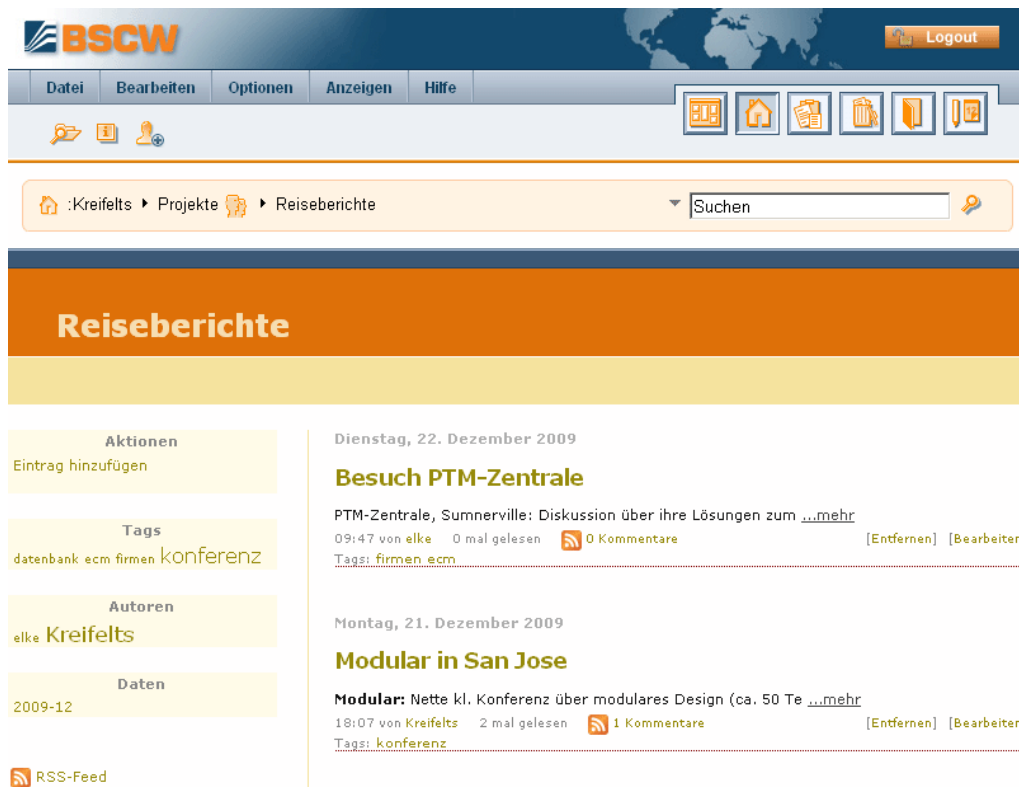 BSCW
Logout
Datei Bearbeiten Optionen Anzeigen Hilfe
:Kreifelts Projekte Reiseberichte
Suchen
Reiseberichte
Aktionen
Eintrag hinzufügen
Tags
datenbank ecm firmen konferenz
Autoren
elke Kreifelts
Daten
2009-12
RSS-Feed
Dienstag, 22. Dezember 2009
Besuch PTM-Zentrale
PTM-Zentrale, Sumnerville: Diskussion über ihre Lösungen zum ...mehr
09:47 von elke 0 mal gelesen 0 Kommentare [Entfernen] [Bearbeiten
Tags: firmen ecm
Montag, 21. Dezember 2009
Modular in San Jose
Modular: Nette kl. Konferenz über modulares Design (ca. 50 Te ...mehr
18:07 von Kreifelts 2 mal gelesen 1 Kommentare [Entfernen] [Bearbeiten
Tags: konferenz